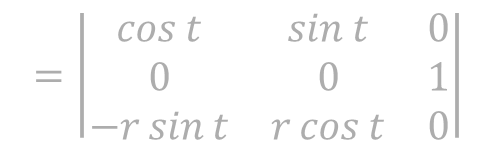 = | cos t sin t 0 |
| 0 0 1 |
| −r sin t r cos t 0 |